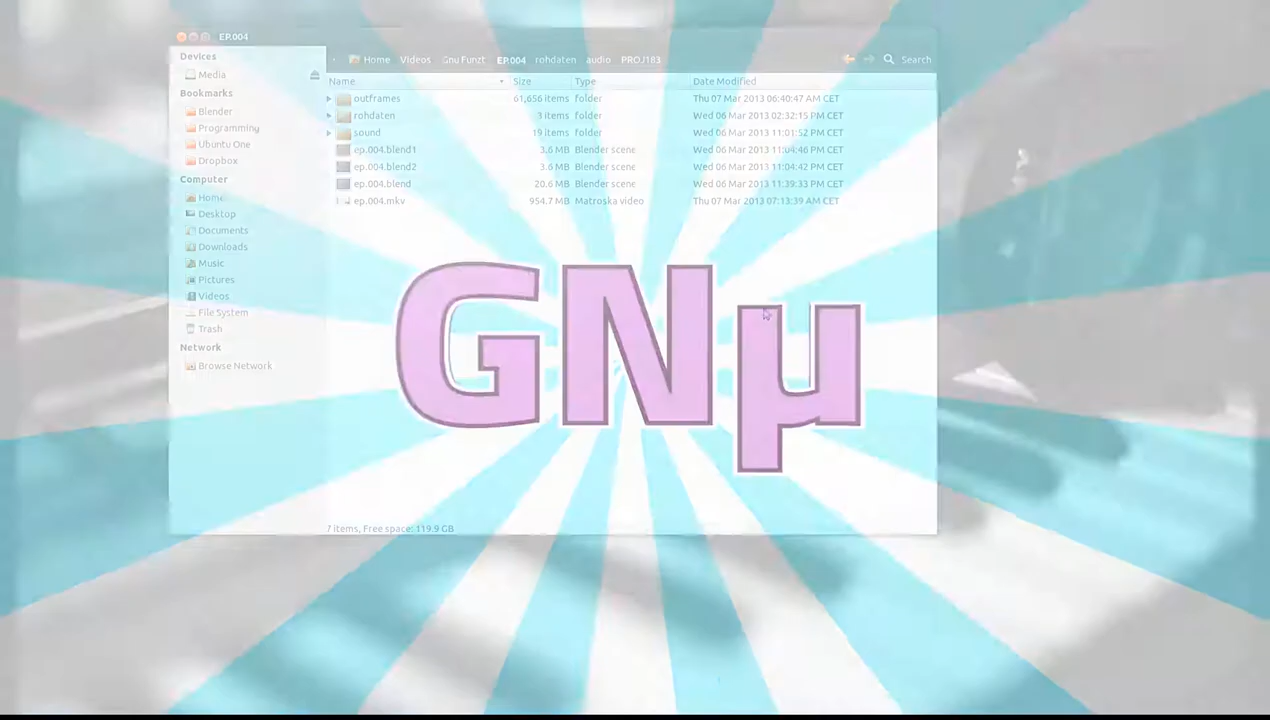 EP.004
Devices
Media
Bookmarks
Blender
Programming
Ubuntu One
Dropbox
Computer
Home
Desktop
Documents
Downloads
Music
Pictures
Videos
File System
Trash
Network
Browse Network
Home Videos Gnu Funzt EP.004 rohdaten audio PROJ183 Search
Name Size Type Date Modified
outframes 61,656 items folder Thu 07 Mar 2013 06:40:47 AM CET
rohdaten 3 items folder Wed 06 Mar 2013 02:32:15 PM CET
sound 19 items folder Wed 06 Mar 2013 11:01:52 PM CET
ep.004.blend1 3.6 MB Blender scene Wed 06 Mar 2013 11:04:46 PM CET
ep.004.blend2 3.6 MB Blender scene Wed 06 Mar 2013 11:04:42 PM CET
ep.004.blend 20.6 MB Blender scene Wed 06 Mar 2013 11:39:33 PM CET
ep.004.mkv 954.7 MB Matroska video Thu 07 Mar 2013 07:13:39 AM CET
GNµ
7 items, Free space: 119.9 GB